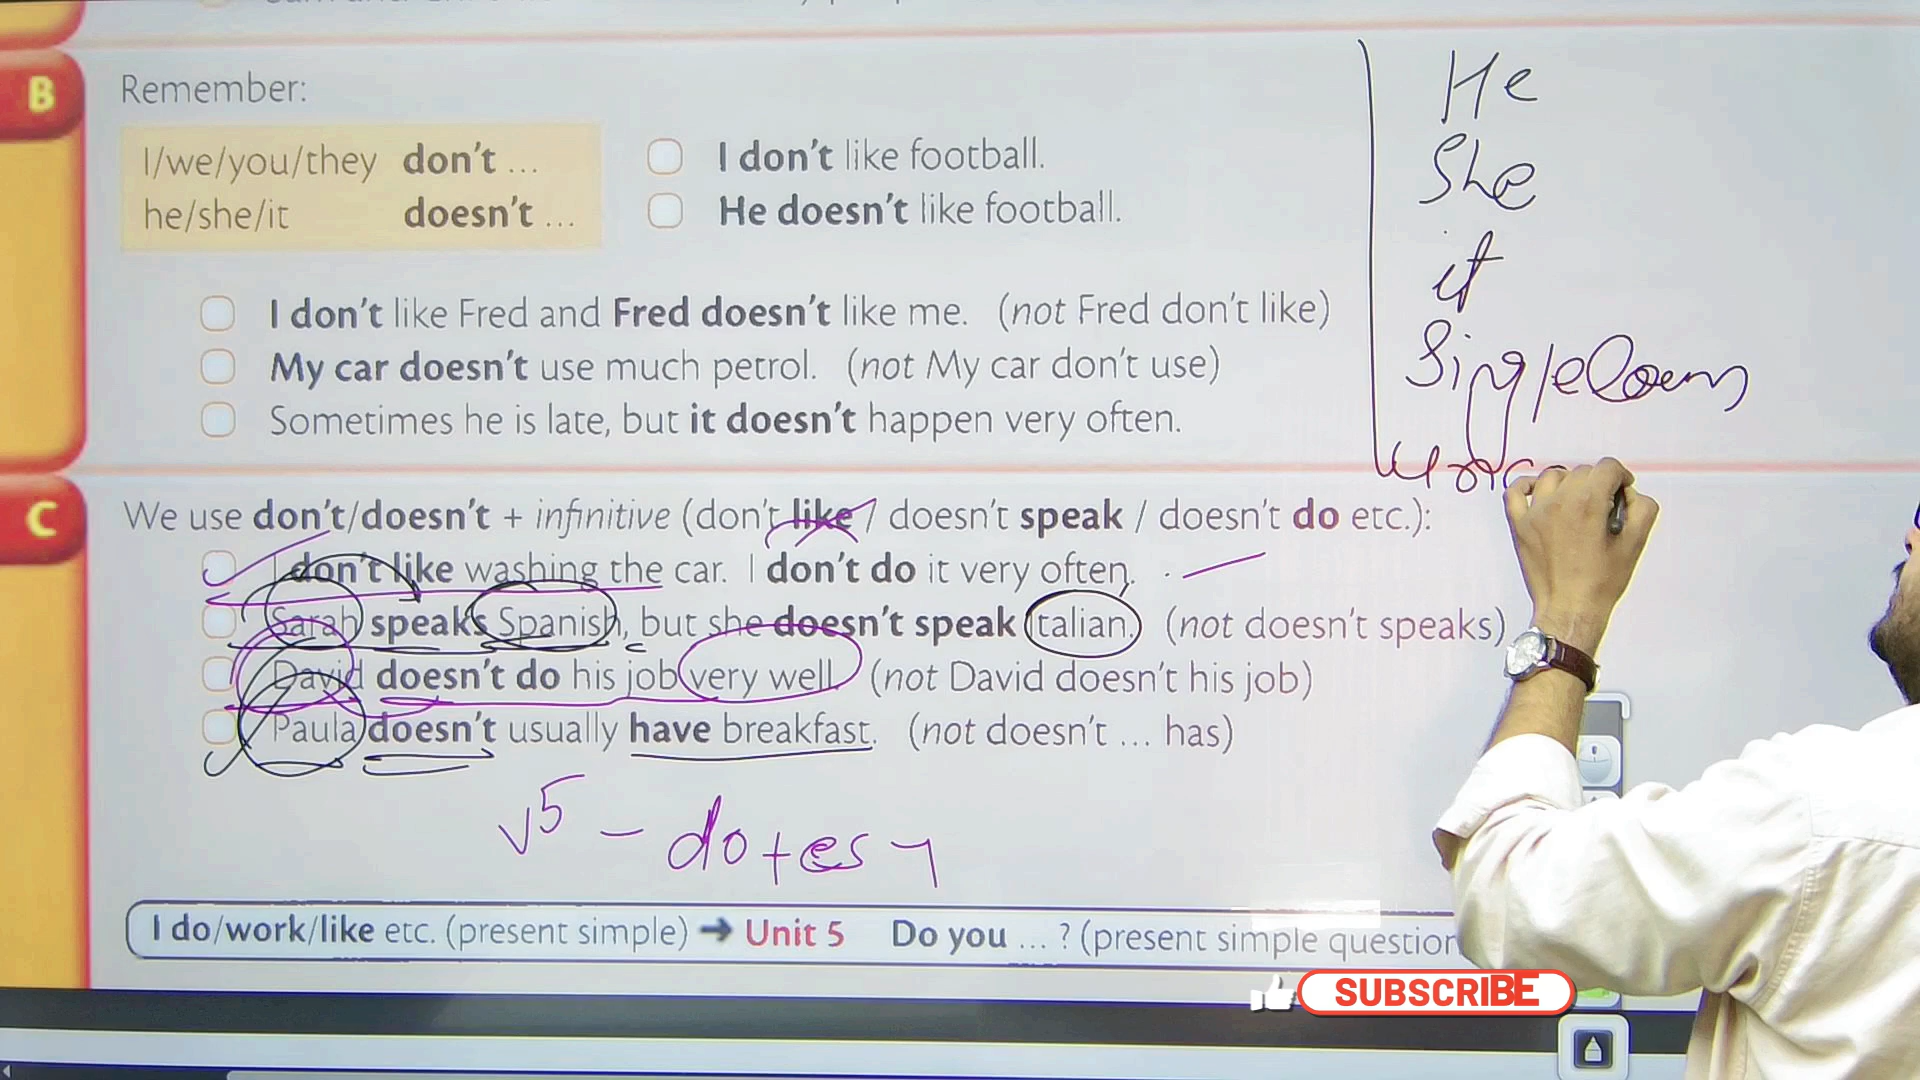 B
Remember:
I/we/you/they don't ...
he/she/it doesn't ...
I don't like football.
He doesn't like football.
I don't like Fred and Fred doesn't like me. (not Fred don't like)
My car doesn't use much petrol. (not My car don't use)
Sometimes he is late, but it doesn't happen very often.
He
She
it
C
We use don't/doesn't + infinitive (don't like / doesn't speak / doesn't do etc.):
I don't like washing the car. I don't do it very often.
Sarah speaks Spanish, but she doesn't speak Italian. (not doesn't speaks)
David doesn't do his job very well. (not David doesn't his job)
Paula doesn't usually have breakfast. (not doesn't ... has)
V5 – do+es
I do/work/like etc. (present simple) → Unit 5 Do you ... ? (present simple question
SUBSCRIBE